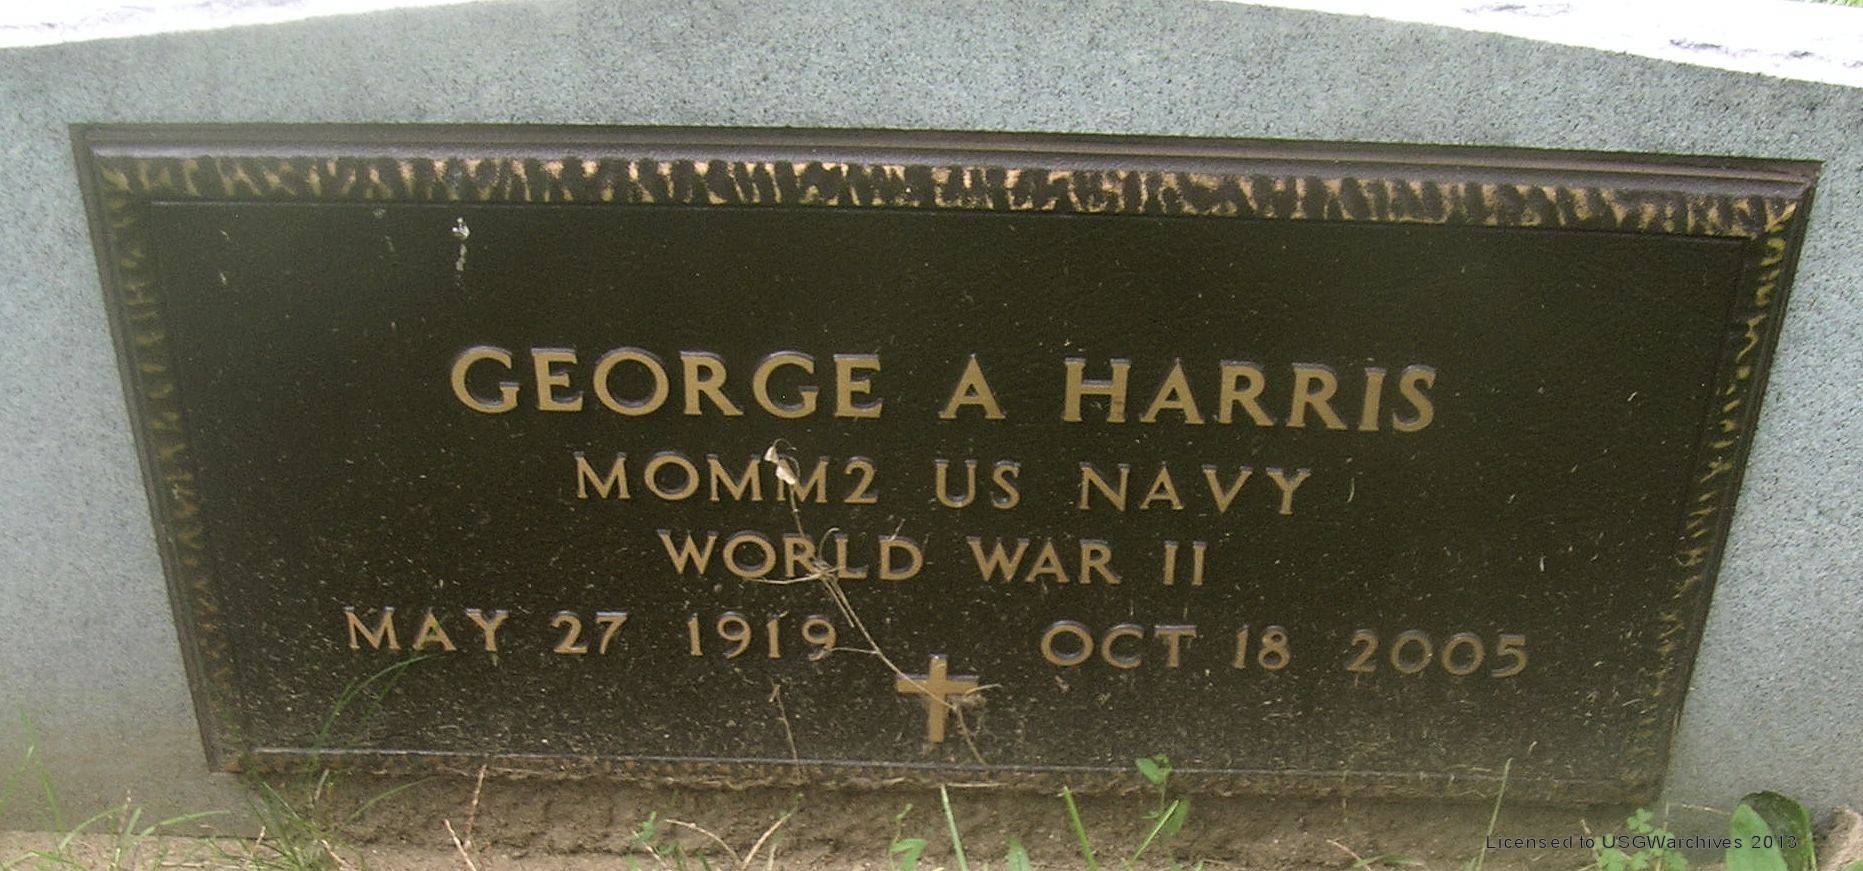 GEORGE A HARRIS
MOMM2 US NAVY
WORLD WAR II
MAY 27 1919 OCT 18 2005
Licensed to USGWarchives 2013